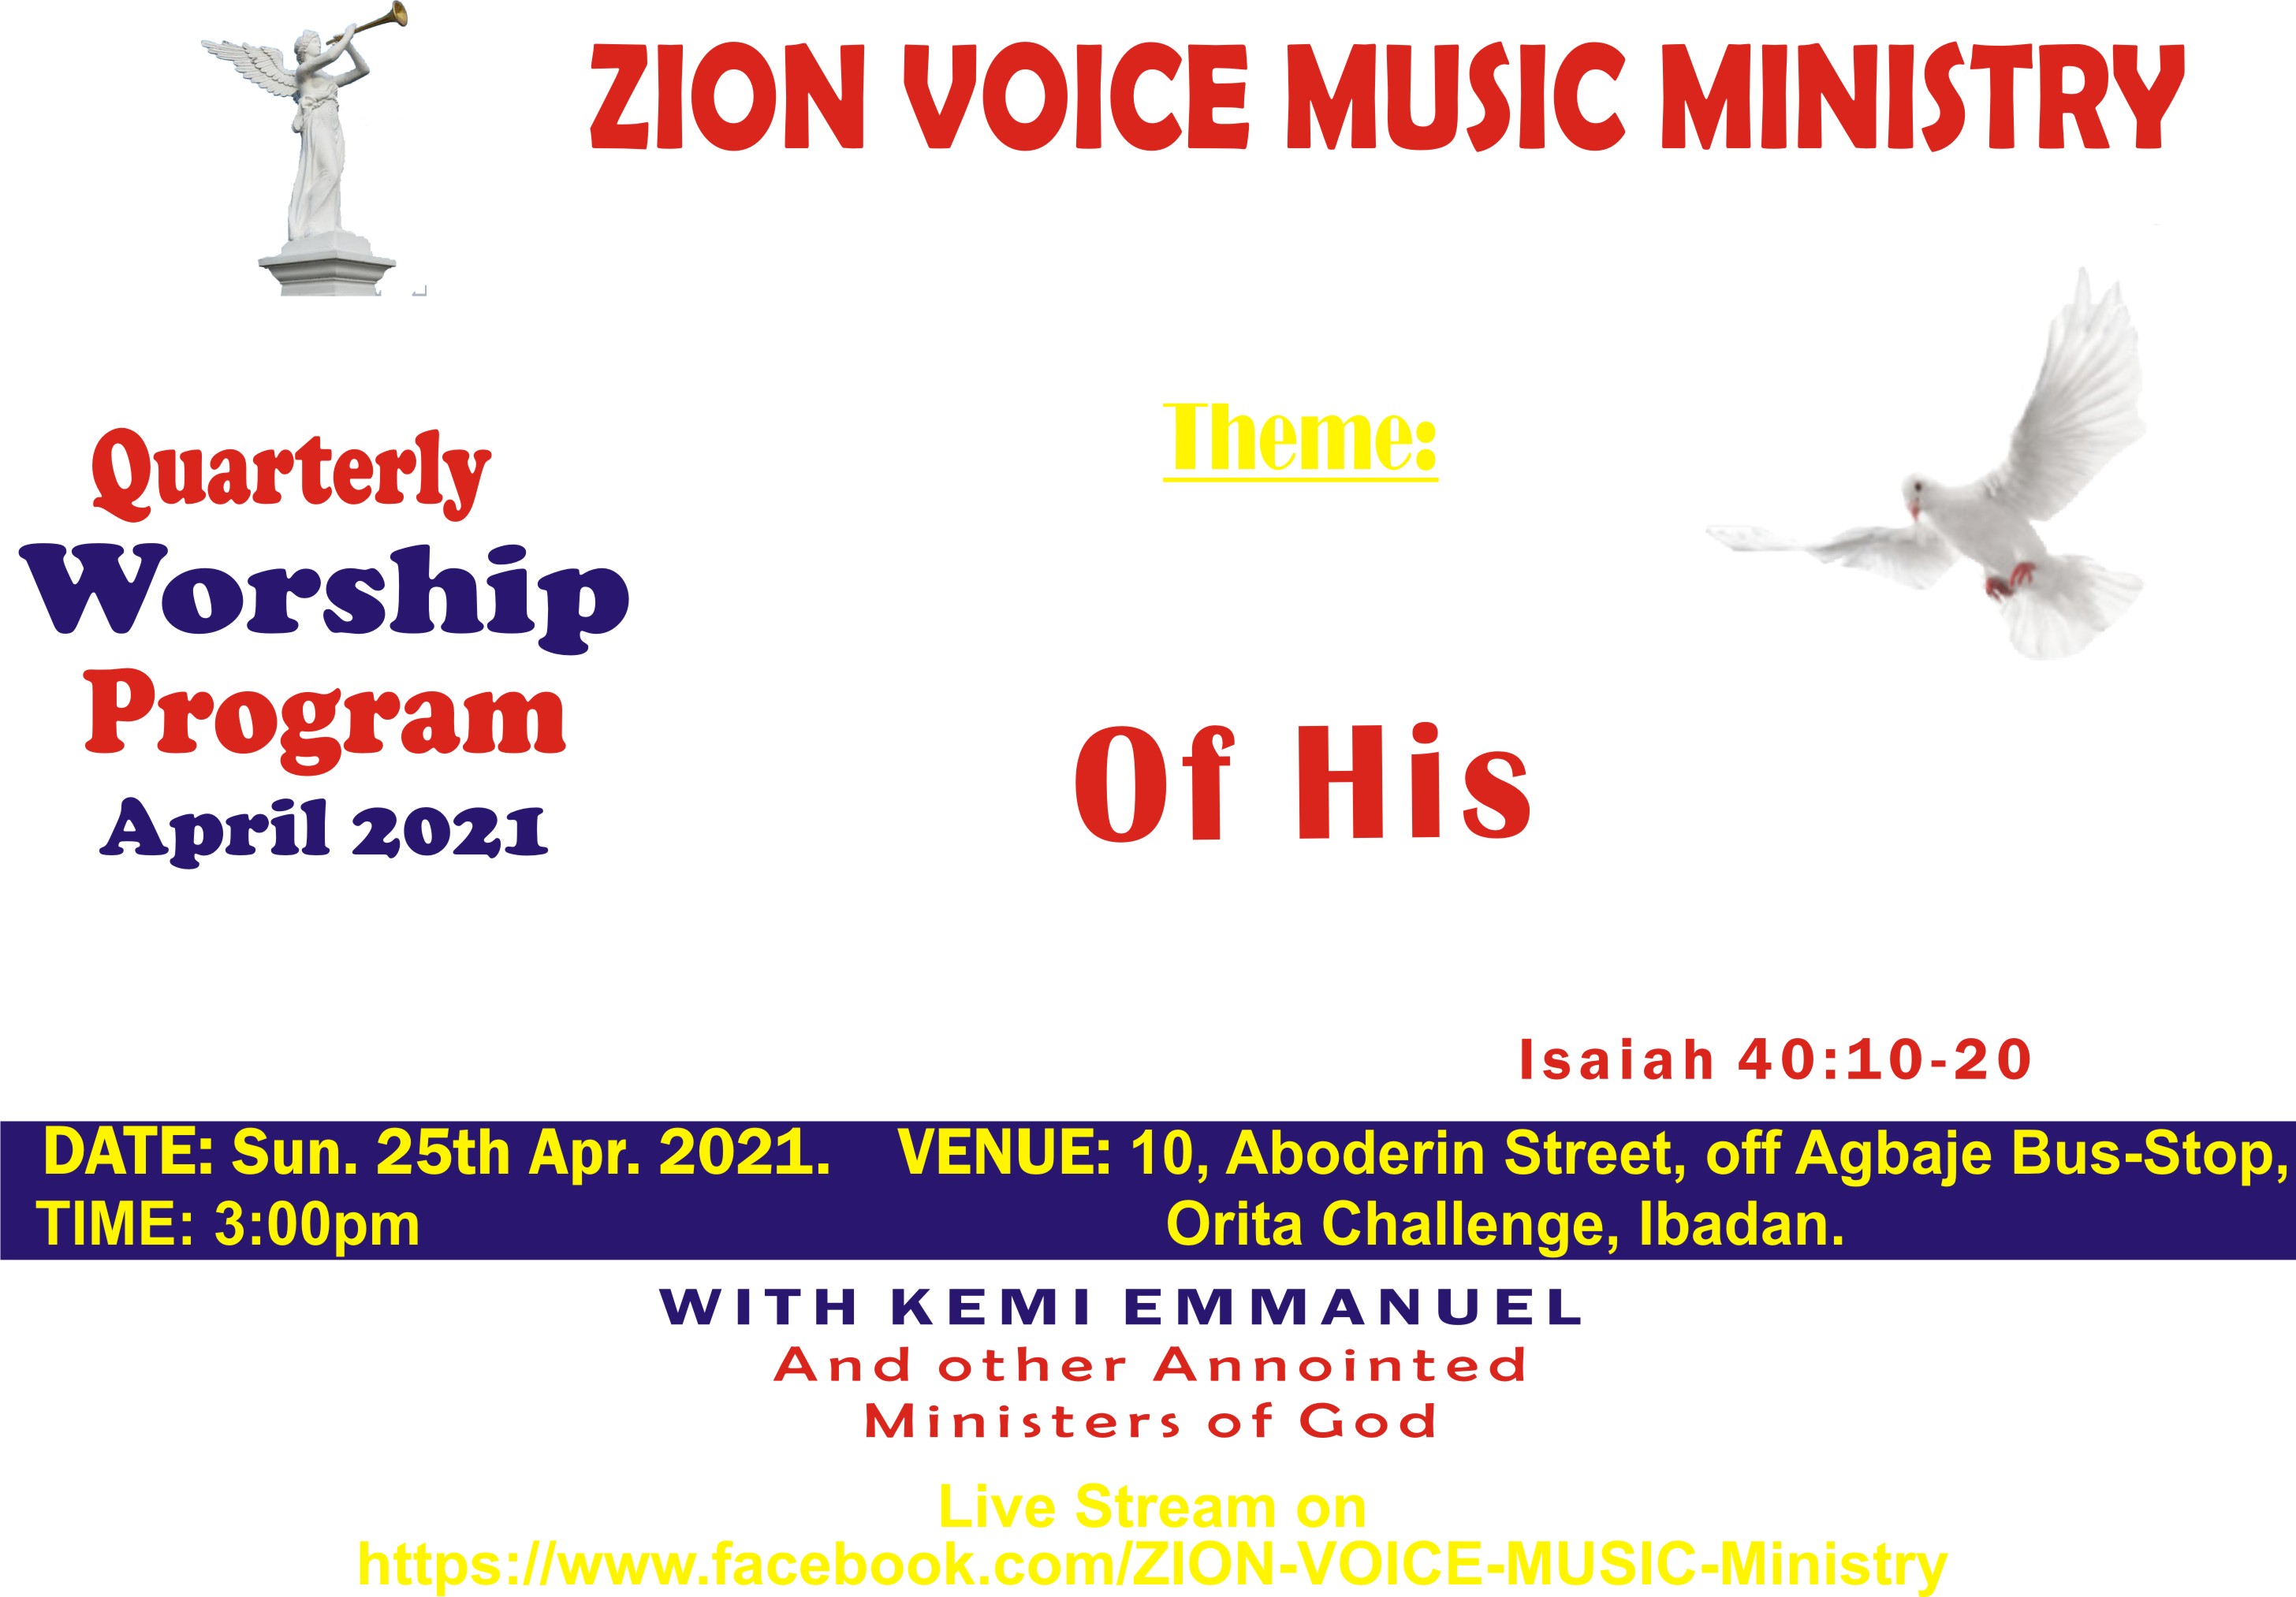 ZION VOICE MUSIC MINISTRY
Quarterly
Worship
Program
April 2021
Theme:
Of His
Isaiah 40:10-20
DATE: Sun. 25th Apr. 2021.
TIME: 3:00pm
VENUE: 10, Aboderin Street, off Agbaje Bus-Stop,
Orita Challenge, Ibadan.
WITH KEMI EMMANUEL
And other Annointed
Ministers of God
Live Stream on
https://www.facebook.com/ZION-VOICE-MUSIC-Ministry